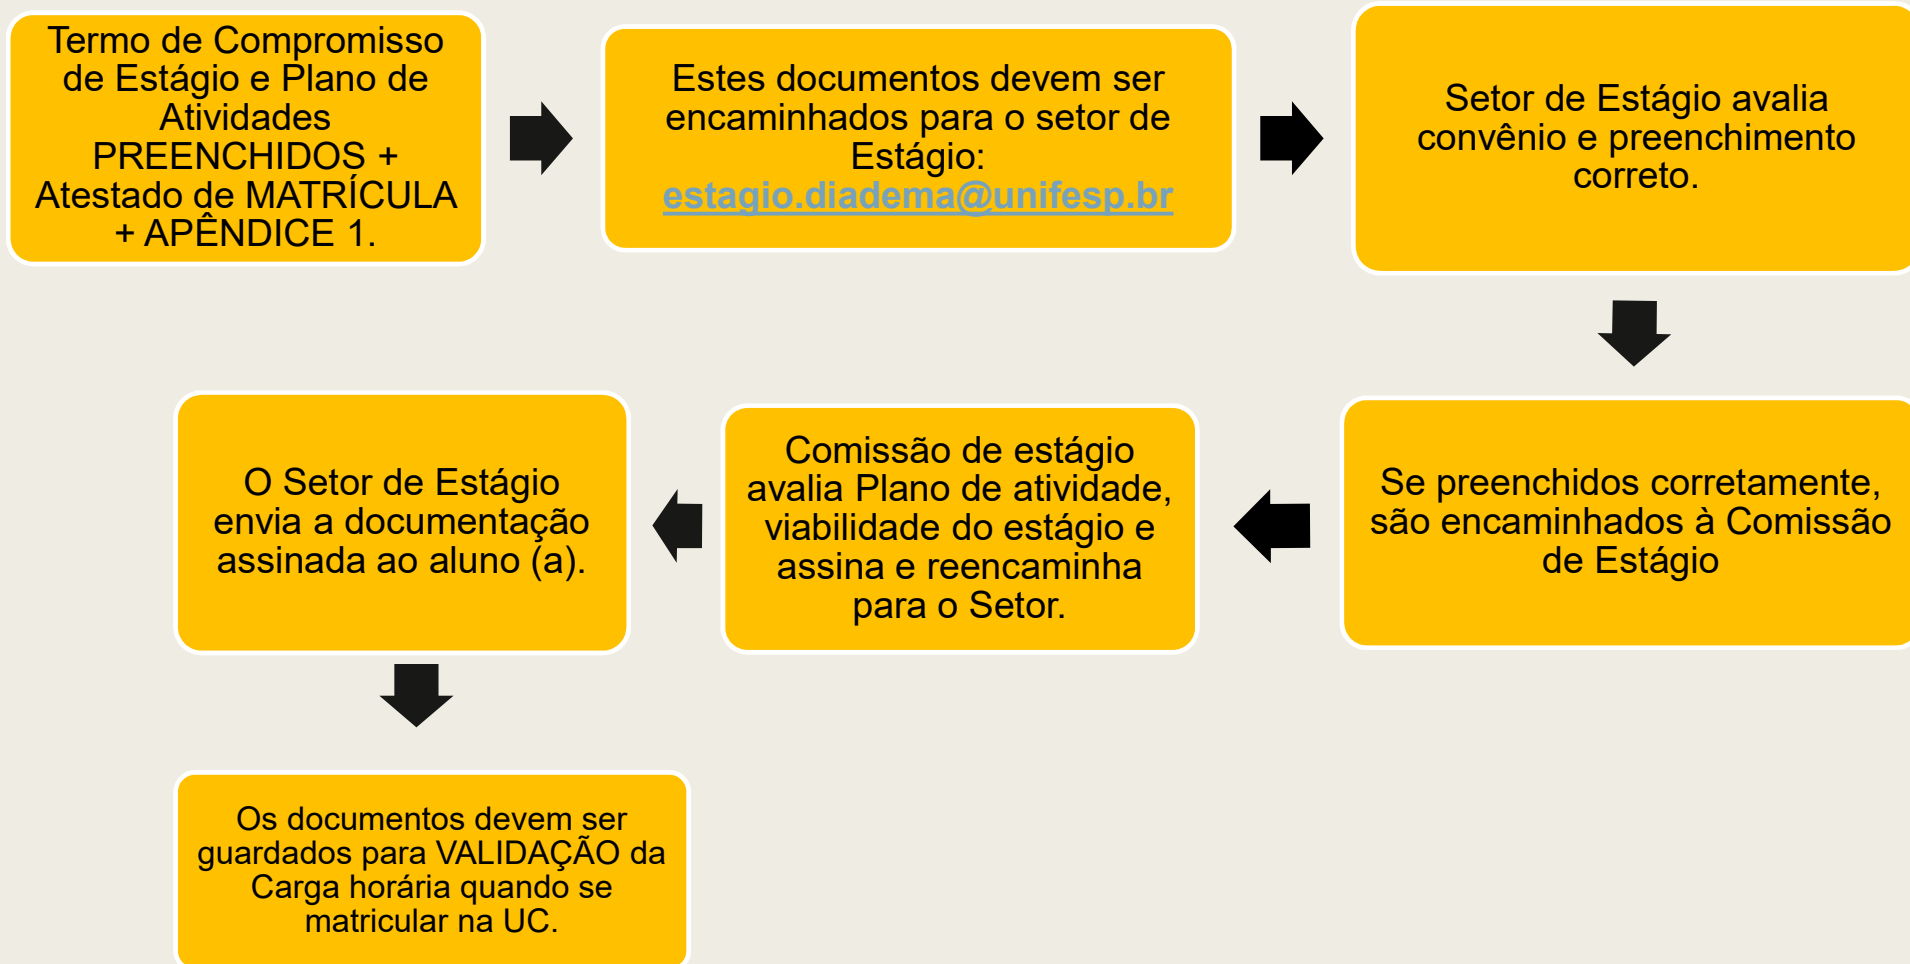 Termo de Compromisso
de Estágio e Plano de
Atividades
PREENCHIDOS +
Atestado de MATRÍCULA
+ APÊNDICE 1.
Estes documentos devem ser
encaminhados para o setor de
Estágio:
estagio.diadema@unifesp.br
Setor de Estágio avalia
convênio e preenchimento
correto.
Se preenchidos corretamente,
são encaminhados à Comissão
de Estágio
Comissão de estágio
avalia Plano de atividade,
viabilidade do estágio e
assina e reencaminha
para o Setor.
O Setor de Estágio
envia a documentação
assinada ao aluno (a).
Os documentos devem ser
guardados para VALIDAÇÃO da
Carga horária quando se
matricular na UC.